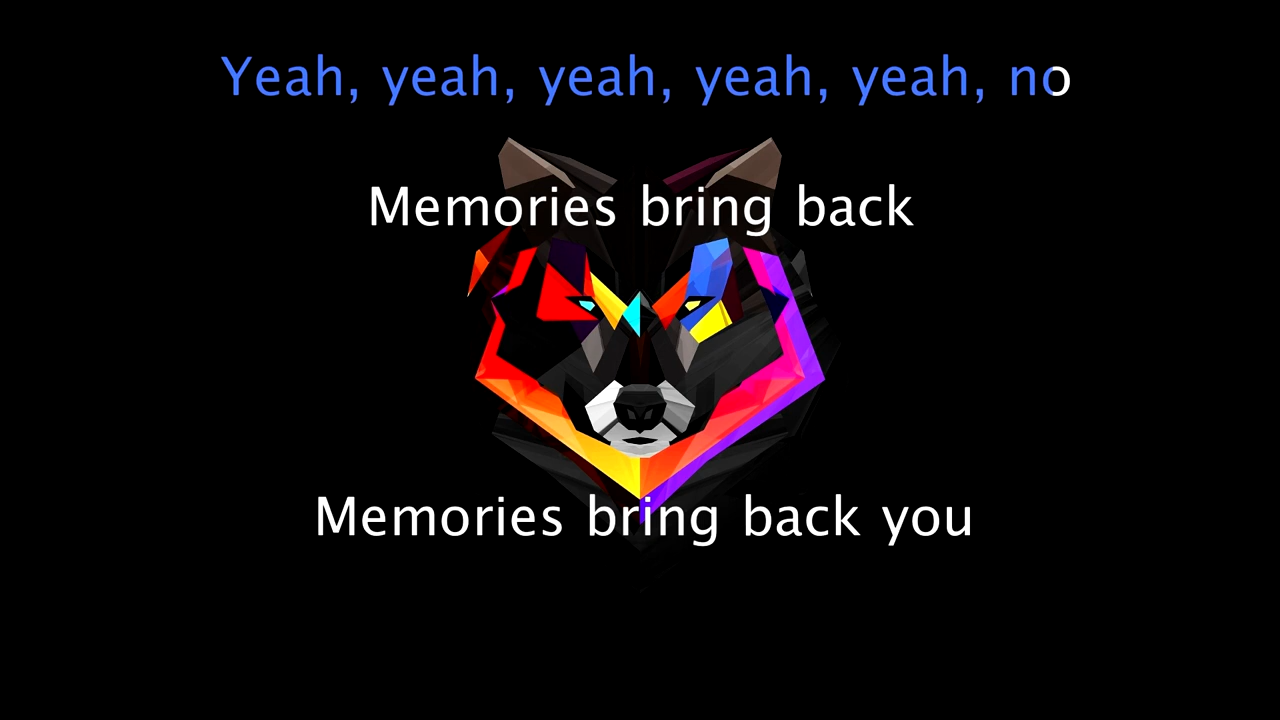 Yeah, yeah, yeah, yeah, yeah, no
Memories bring back
Memories bring back you